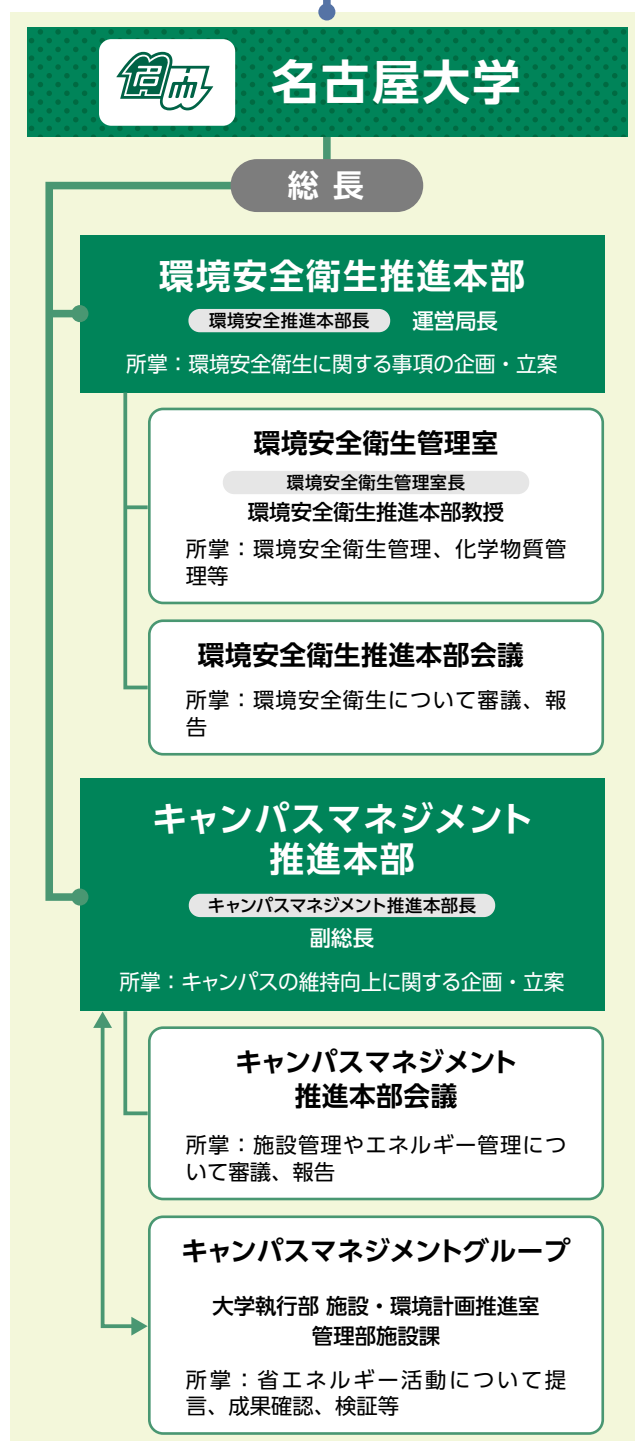 名大
名古屋大学
総 長
環境安全衛生推進本部
環境安全推進本部長 運営局長
所掌：環境安全衛生に関する事項の企画・立案
環境安全衛生管理室
環境安全衛生管理室長
環境安全衛生推進本部教授
所掌：環境安全衛生管理、化学物質管
理等
環境安全衛生推進本部会議
所掌：環境安全衛生について審議、報
告
キャンパスマネジメント
推進本部
キャンパスマネジメント推進本部長
副総長
所掌：キャンパスの維持向上に関する企画・立案
キャンパスマネジメント
推進本部会議
所掌：施設管理やエネルギー管理につ
いて審議、報告
キャンパスマネジメントグループ
大学執行部 施設・環境計画推進室
管理部施設課
所掌：省エネルギー活動について提
言、成果確認、検証等